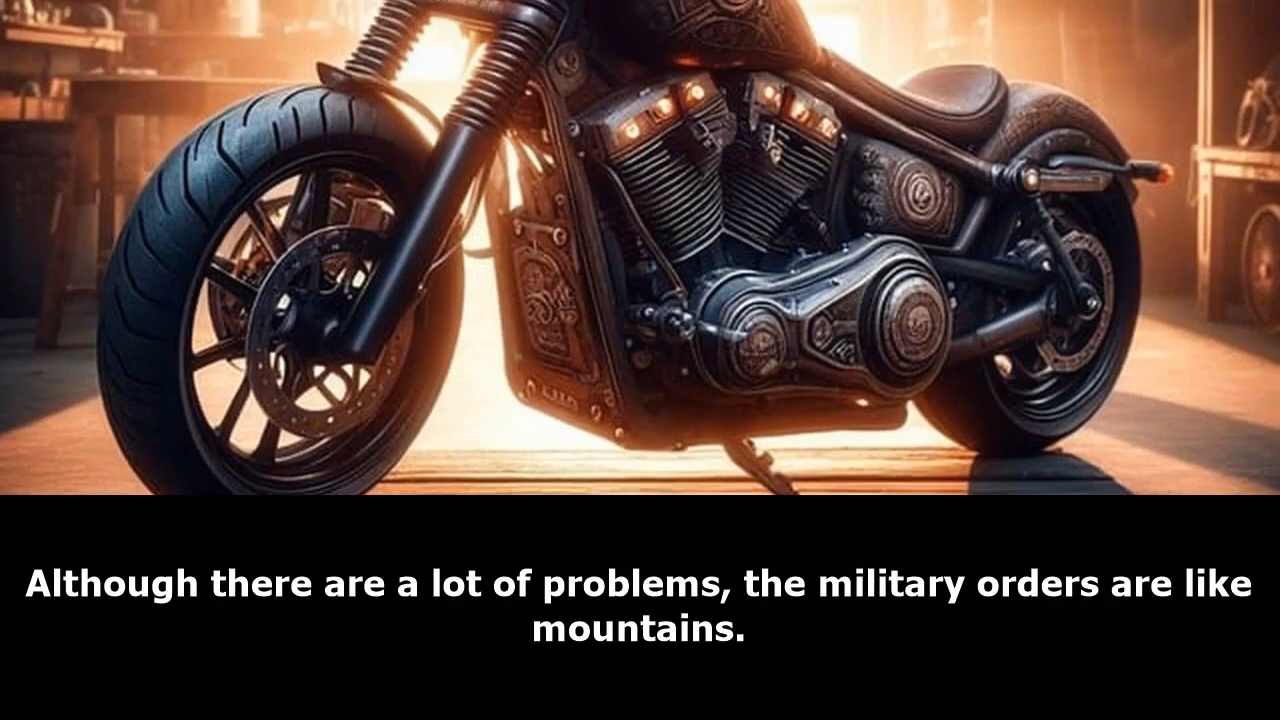 Although there are a lot of problems, the military orders are like
mountains.